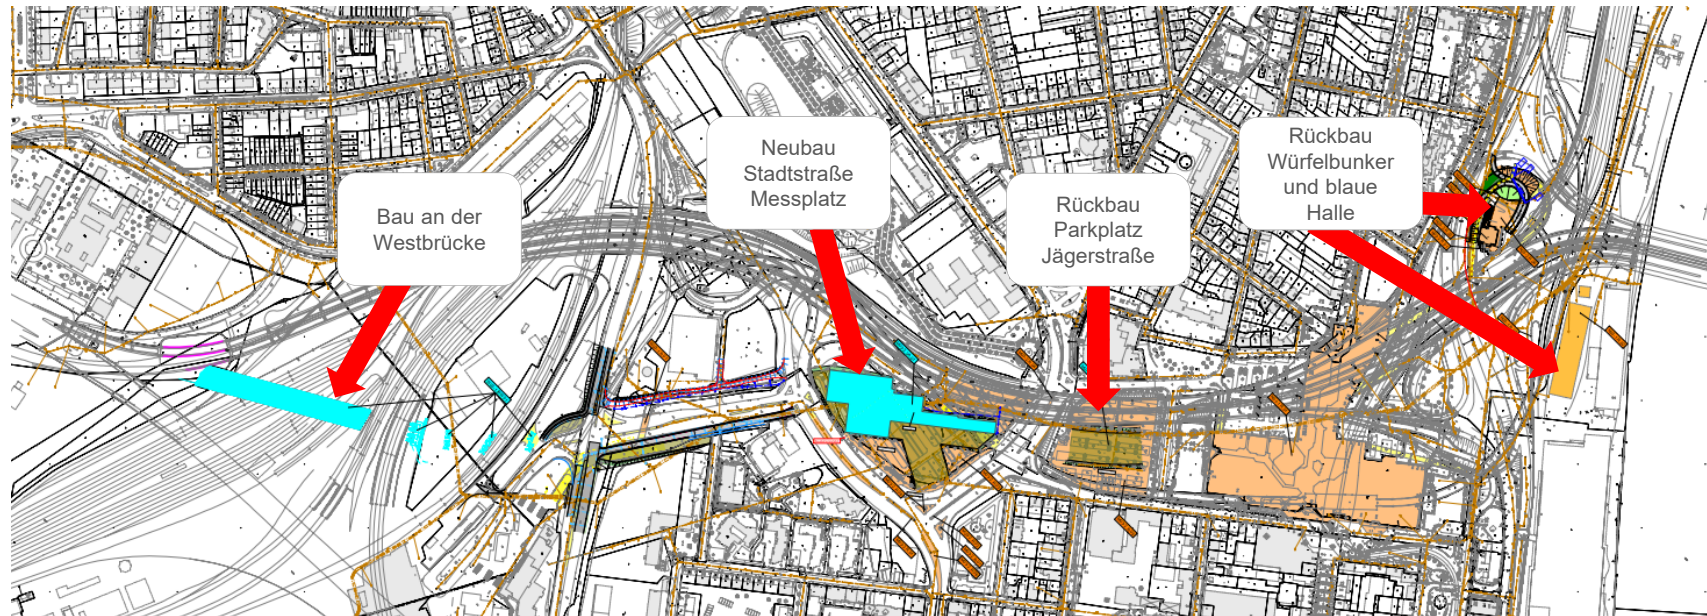 Bau an der
Westbrücke
Neubau
Stadtstraße
Messplatz
Rückbau
Parkplatz
Jägerstraße
Rückbau
Würfelbunker
und blaue
Halle